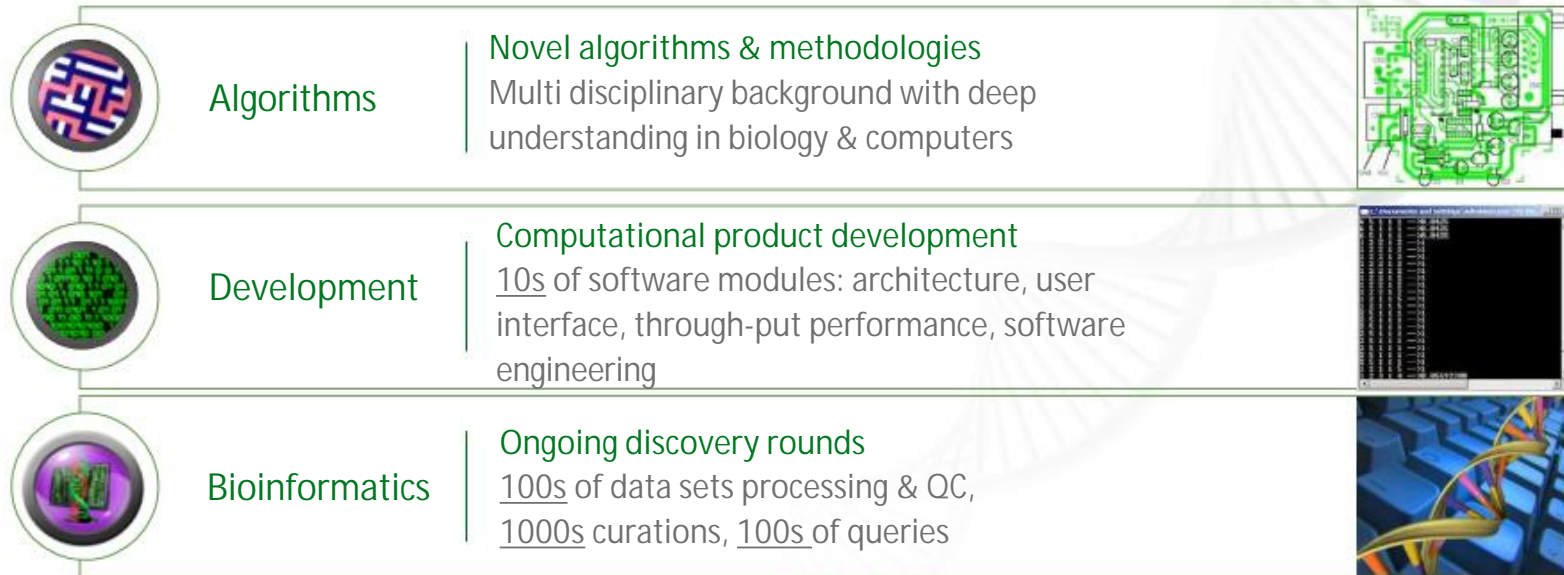 Algorithms
Novel algorithms & methodologies
Multi disciplinary background with deep
understanding in biology & computers
Development
Computational product development
10s of software modules: architecture, user
interface, through-put performance, software
engineering
Bioinformatics
Ongoing discovery rounds
100s of data sets processing & QC,
1000s curations, 100s of queries